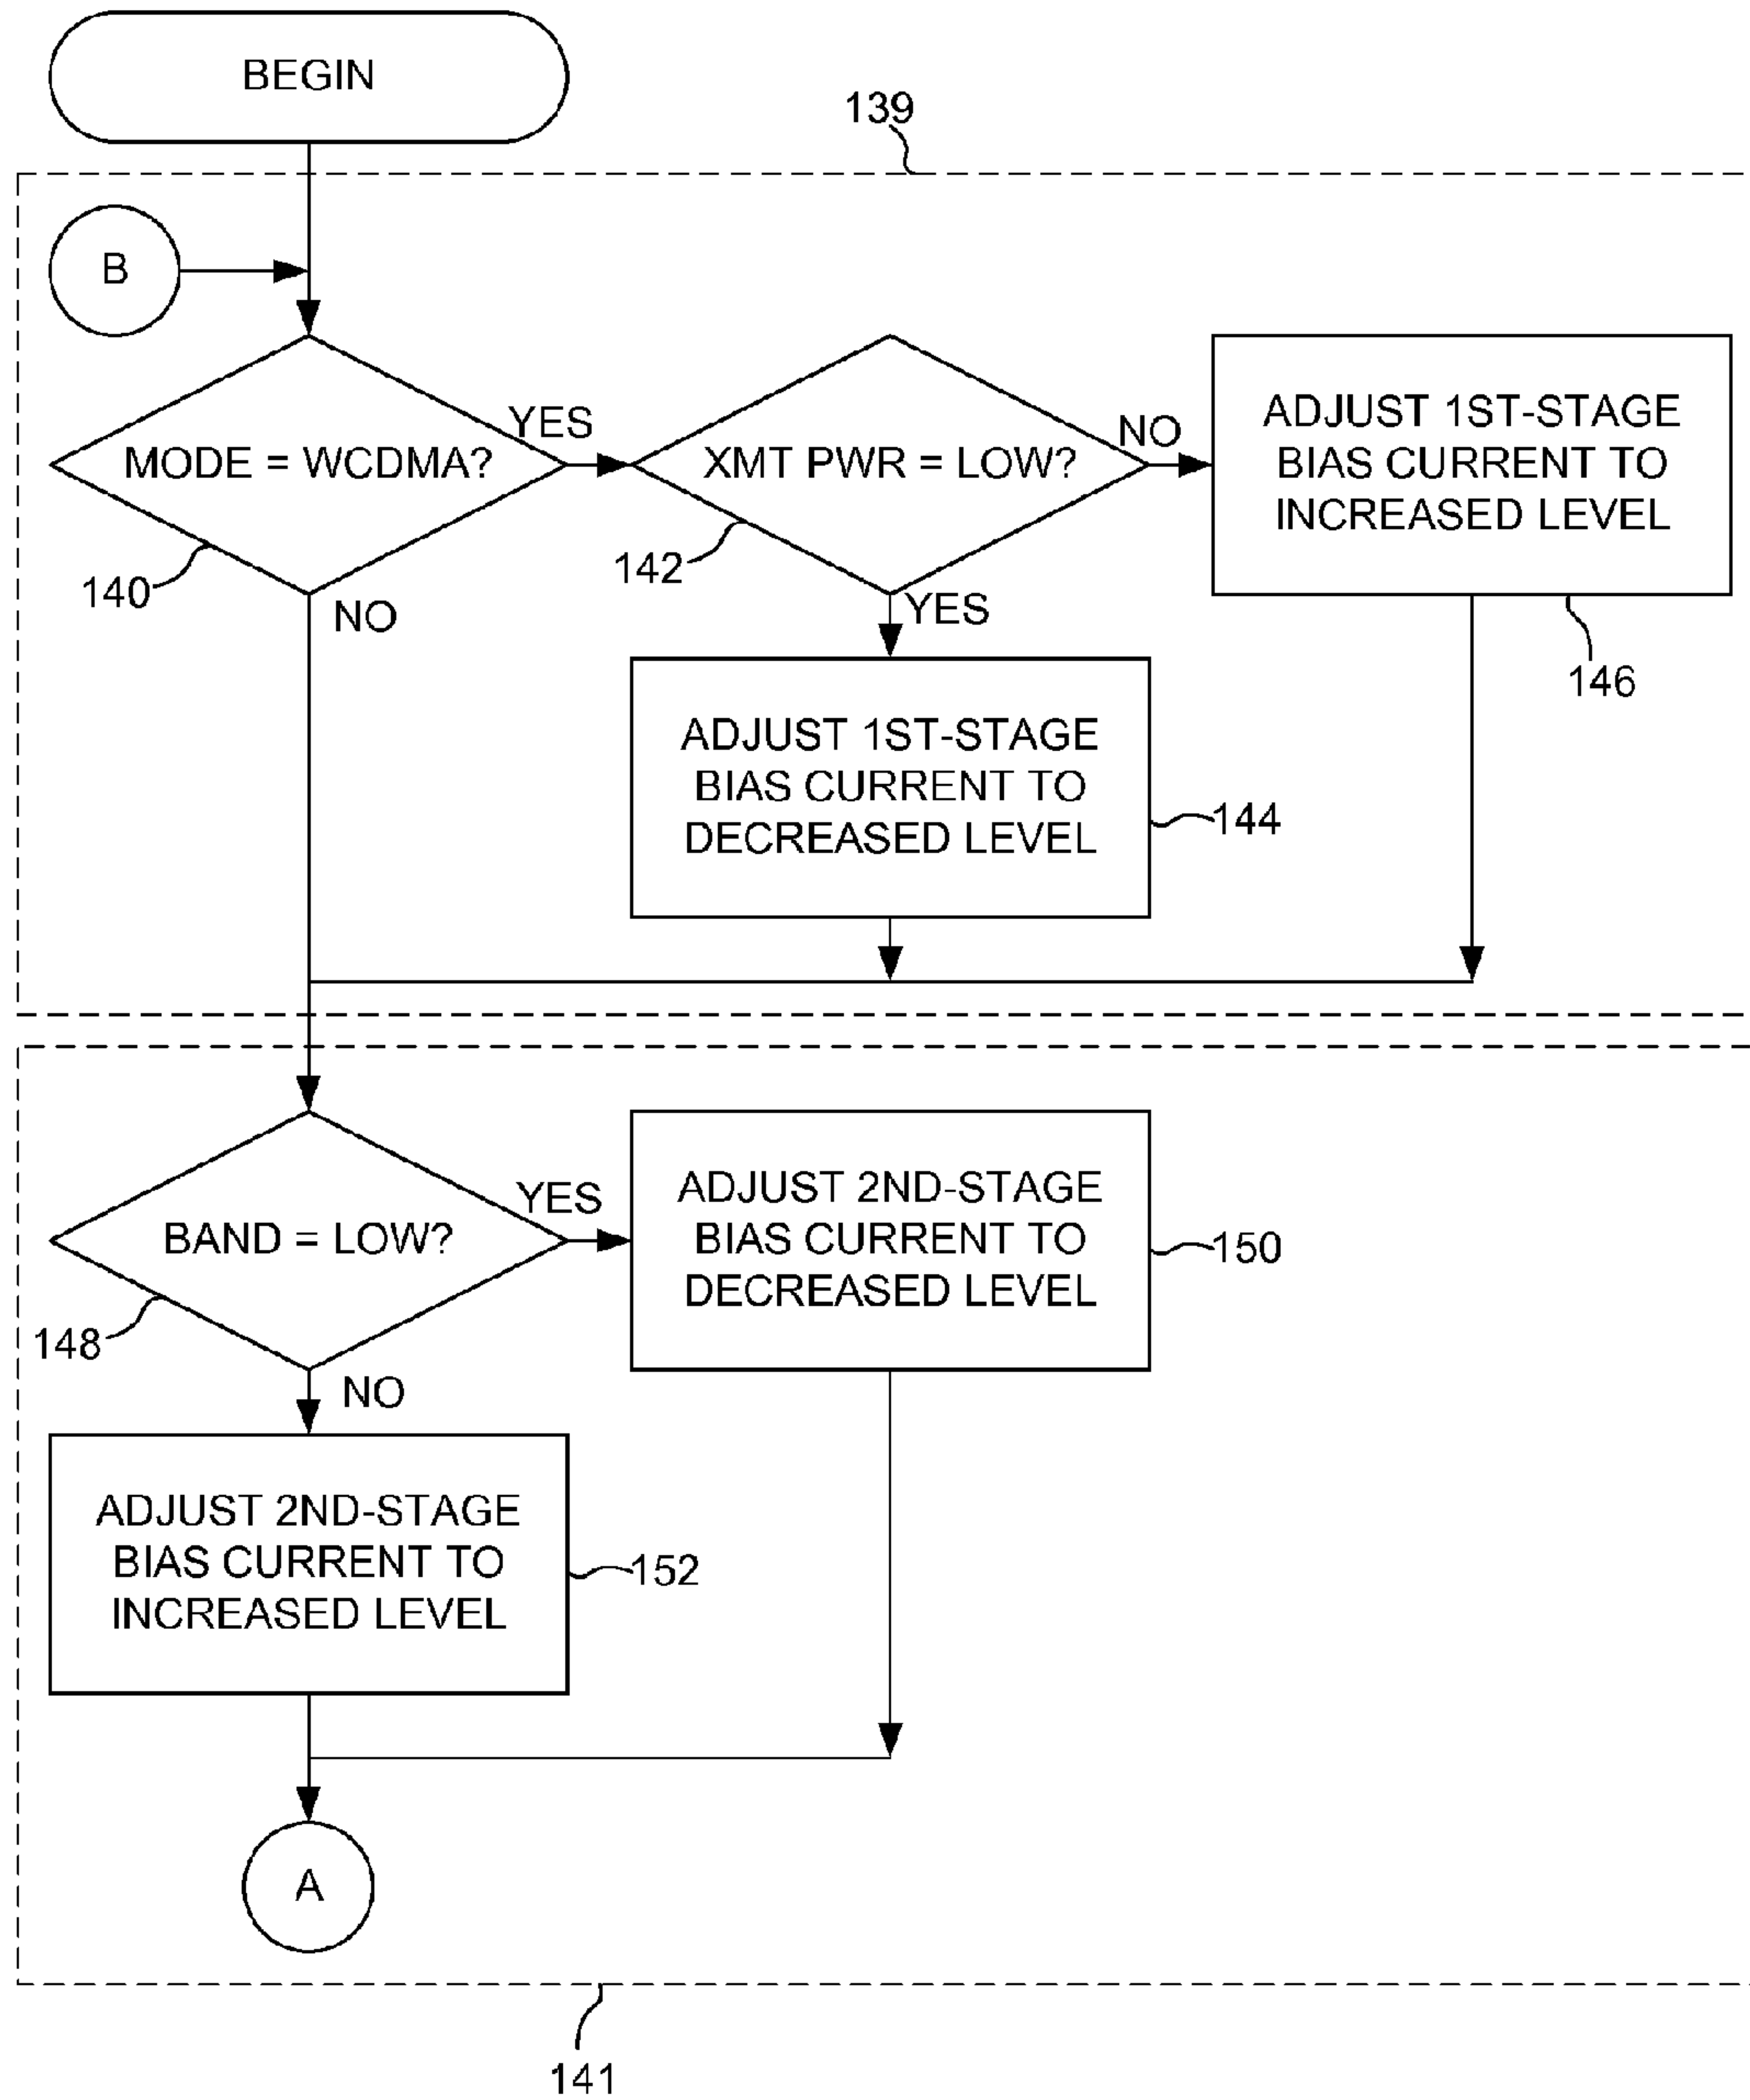 BEGIN
139
B
MODE = WCDMA?
YES
XMT PWR = LOW?
NO
ADJUST 1ST-STAGE
BIAS CURRENT TO
INCREASED LEVEL
140
NO
142
YES
146
ADJUST 1ST-STAGE
BIAS CURRENT TO
DECREASED LEVEL
144
BAND = LOW?
YES
ADJUST 2ND-STAGE
BIAS CURRENT TO
DECREASED LEVEL
150
148
NO
ADJUST 2ND-STAGE
BIAS CURRENT TO
INCREASED LEVEL
152
A
141